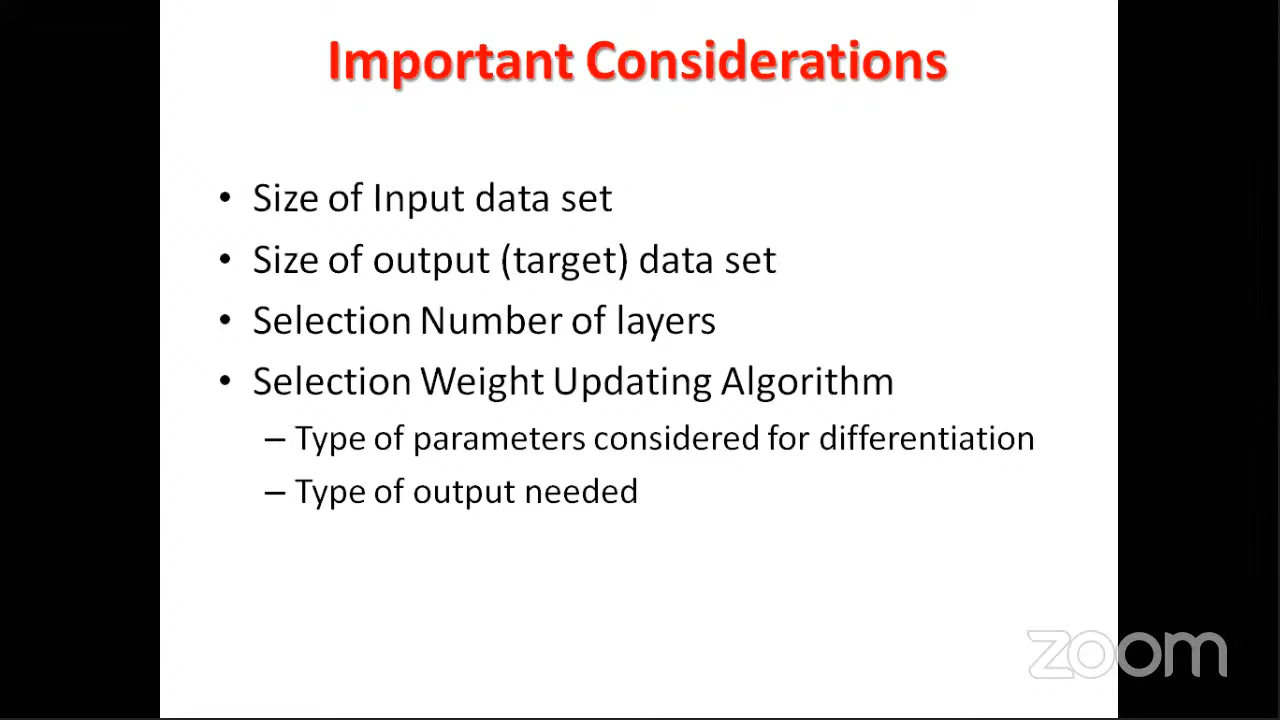 Important Considerations
• Size of Input data set
• Size of output (target) data set
• Selection Number of layers
• Selection Weight Updating Algorithm
– Type of parameters considered for differentiation
– Type of output needed
zoom